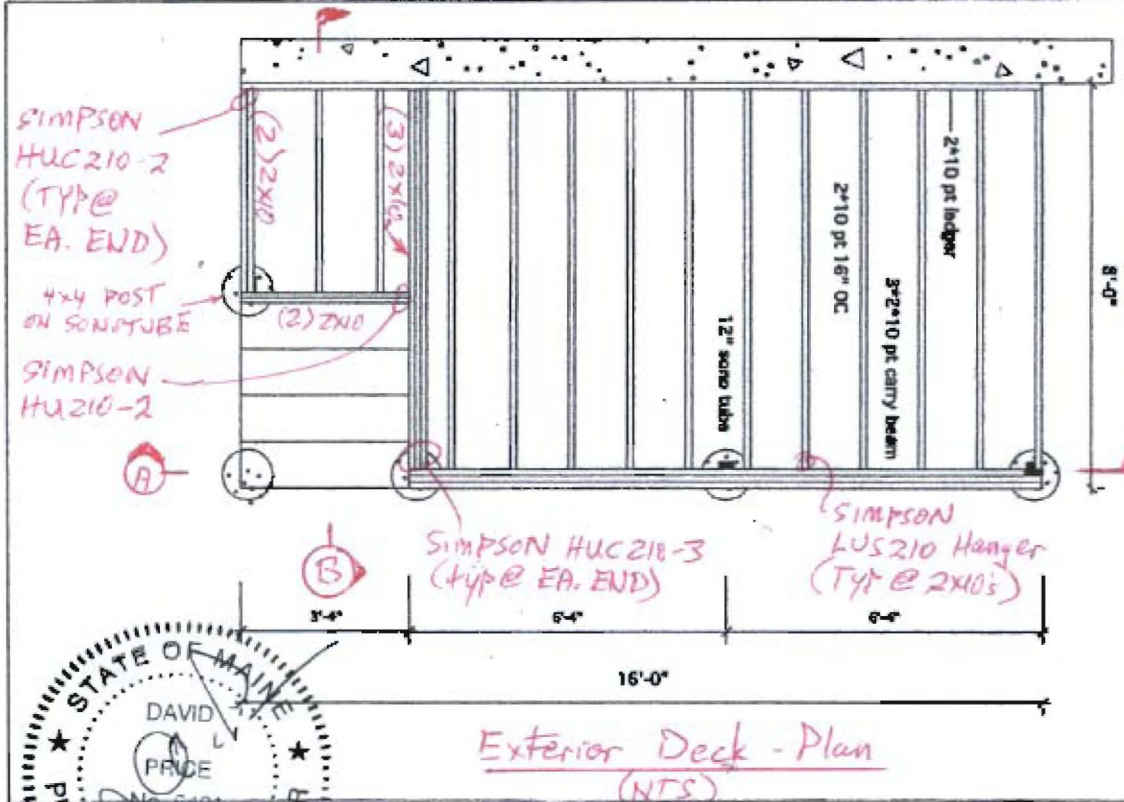 SIMPSON
HUC210-2
(TYP@
EA. END)
4x4 POST
ON SONOTUBE
SIMPSON
HU210-2
(2) 2x10
(3) 2x10
(2) 2x10
2*10 pt ledger
2*10 pt 16" OC
3*2*10 pt carry beam
12" sono tube
8'-0"
A
B
SIMPSON HUC210-3
(typ @ EA. END)
SIMPSON
LUS210 Hanger
(TYP @ 2x10's)
3'-4"
6'-4"
16'-0"
Exterior Deck - Plan
(NTS)
STATE OF MAINE
DAVID
PRICE